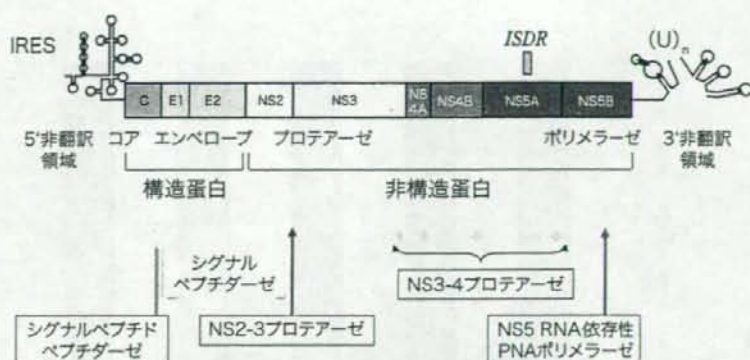 IRES
ISDR
(U)n
C E1 E2 NS2 NS3 NS 4A NS4B NS5A NS5B
5'非翻訳領域
コア
エンベロープ
プロテアーゼ
ポリメラーゼ
3'非翻訳領域
構造蛋白
非構造蛋白
シグナル
ペプチダーゼ
NS3-4プロテアーゼ
シグナルペプチド
ペプチダーゼ
NS2-3プロテアーゼ
NS5 RNA依存性
PNAポリメラーゼ